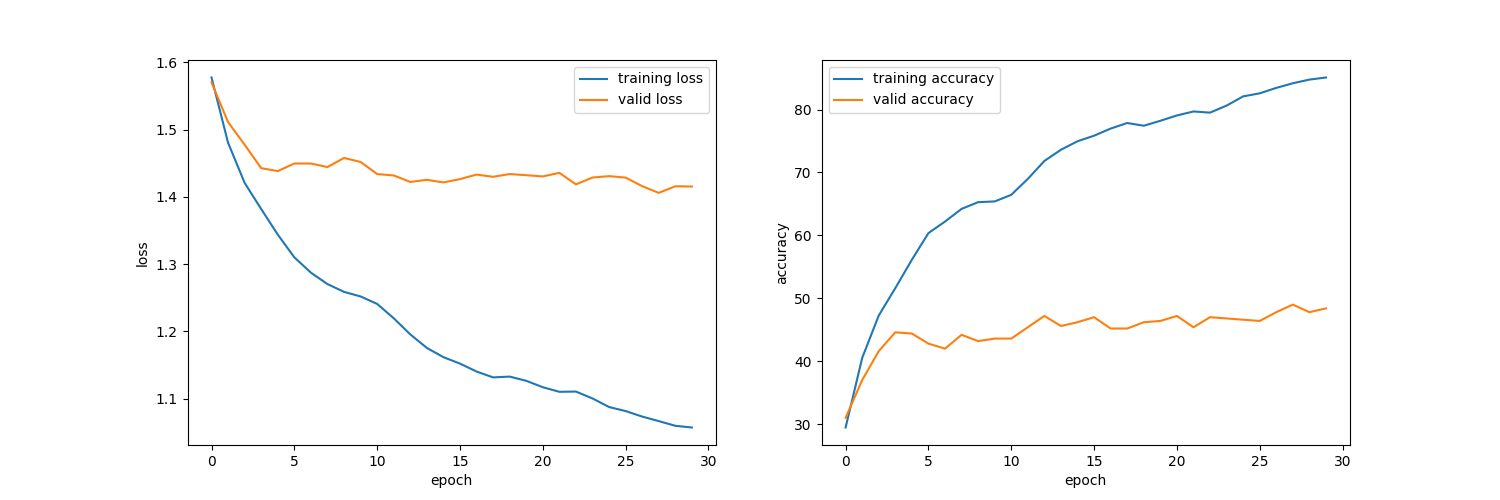 1.6
1.5
1.4
1.3
1.2
1.1
loss
0 5 10 15 20 25 30
epoch
training loss
valid loss
80
70
60
50
40
30
accuracy
0 5 10 15 20 25 30
epoch
training accuracy
valid accuracy